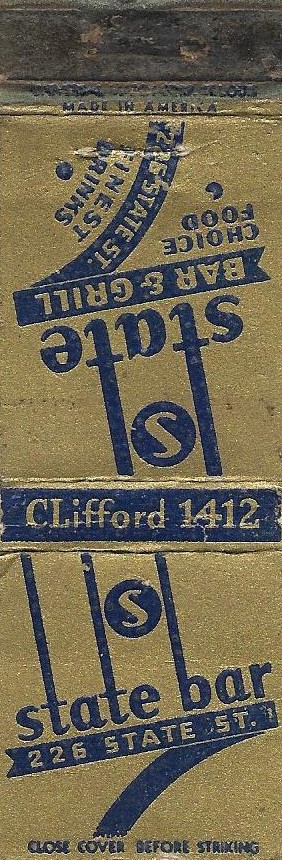 MADE IN AMERICA
226 STATE ST.
FINEST
DRINKS
CHOICE
FOOD
state
BAR & GRILL
S
CLifford 1412
S
state bar
226 STATE ST.
CLOSE COVER BEFORE STRIKING